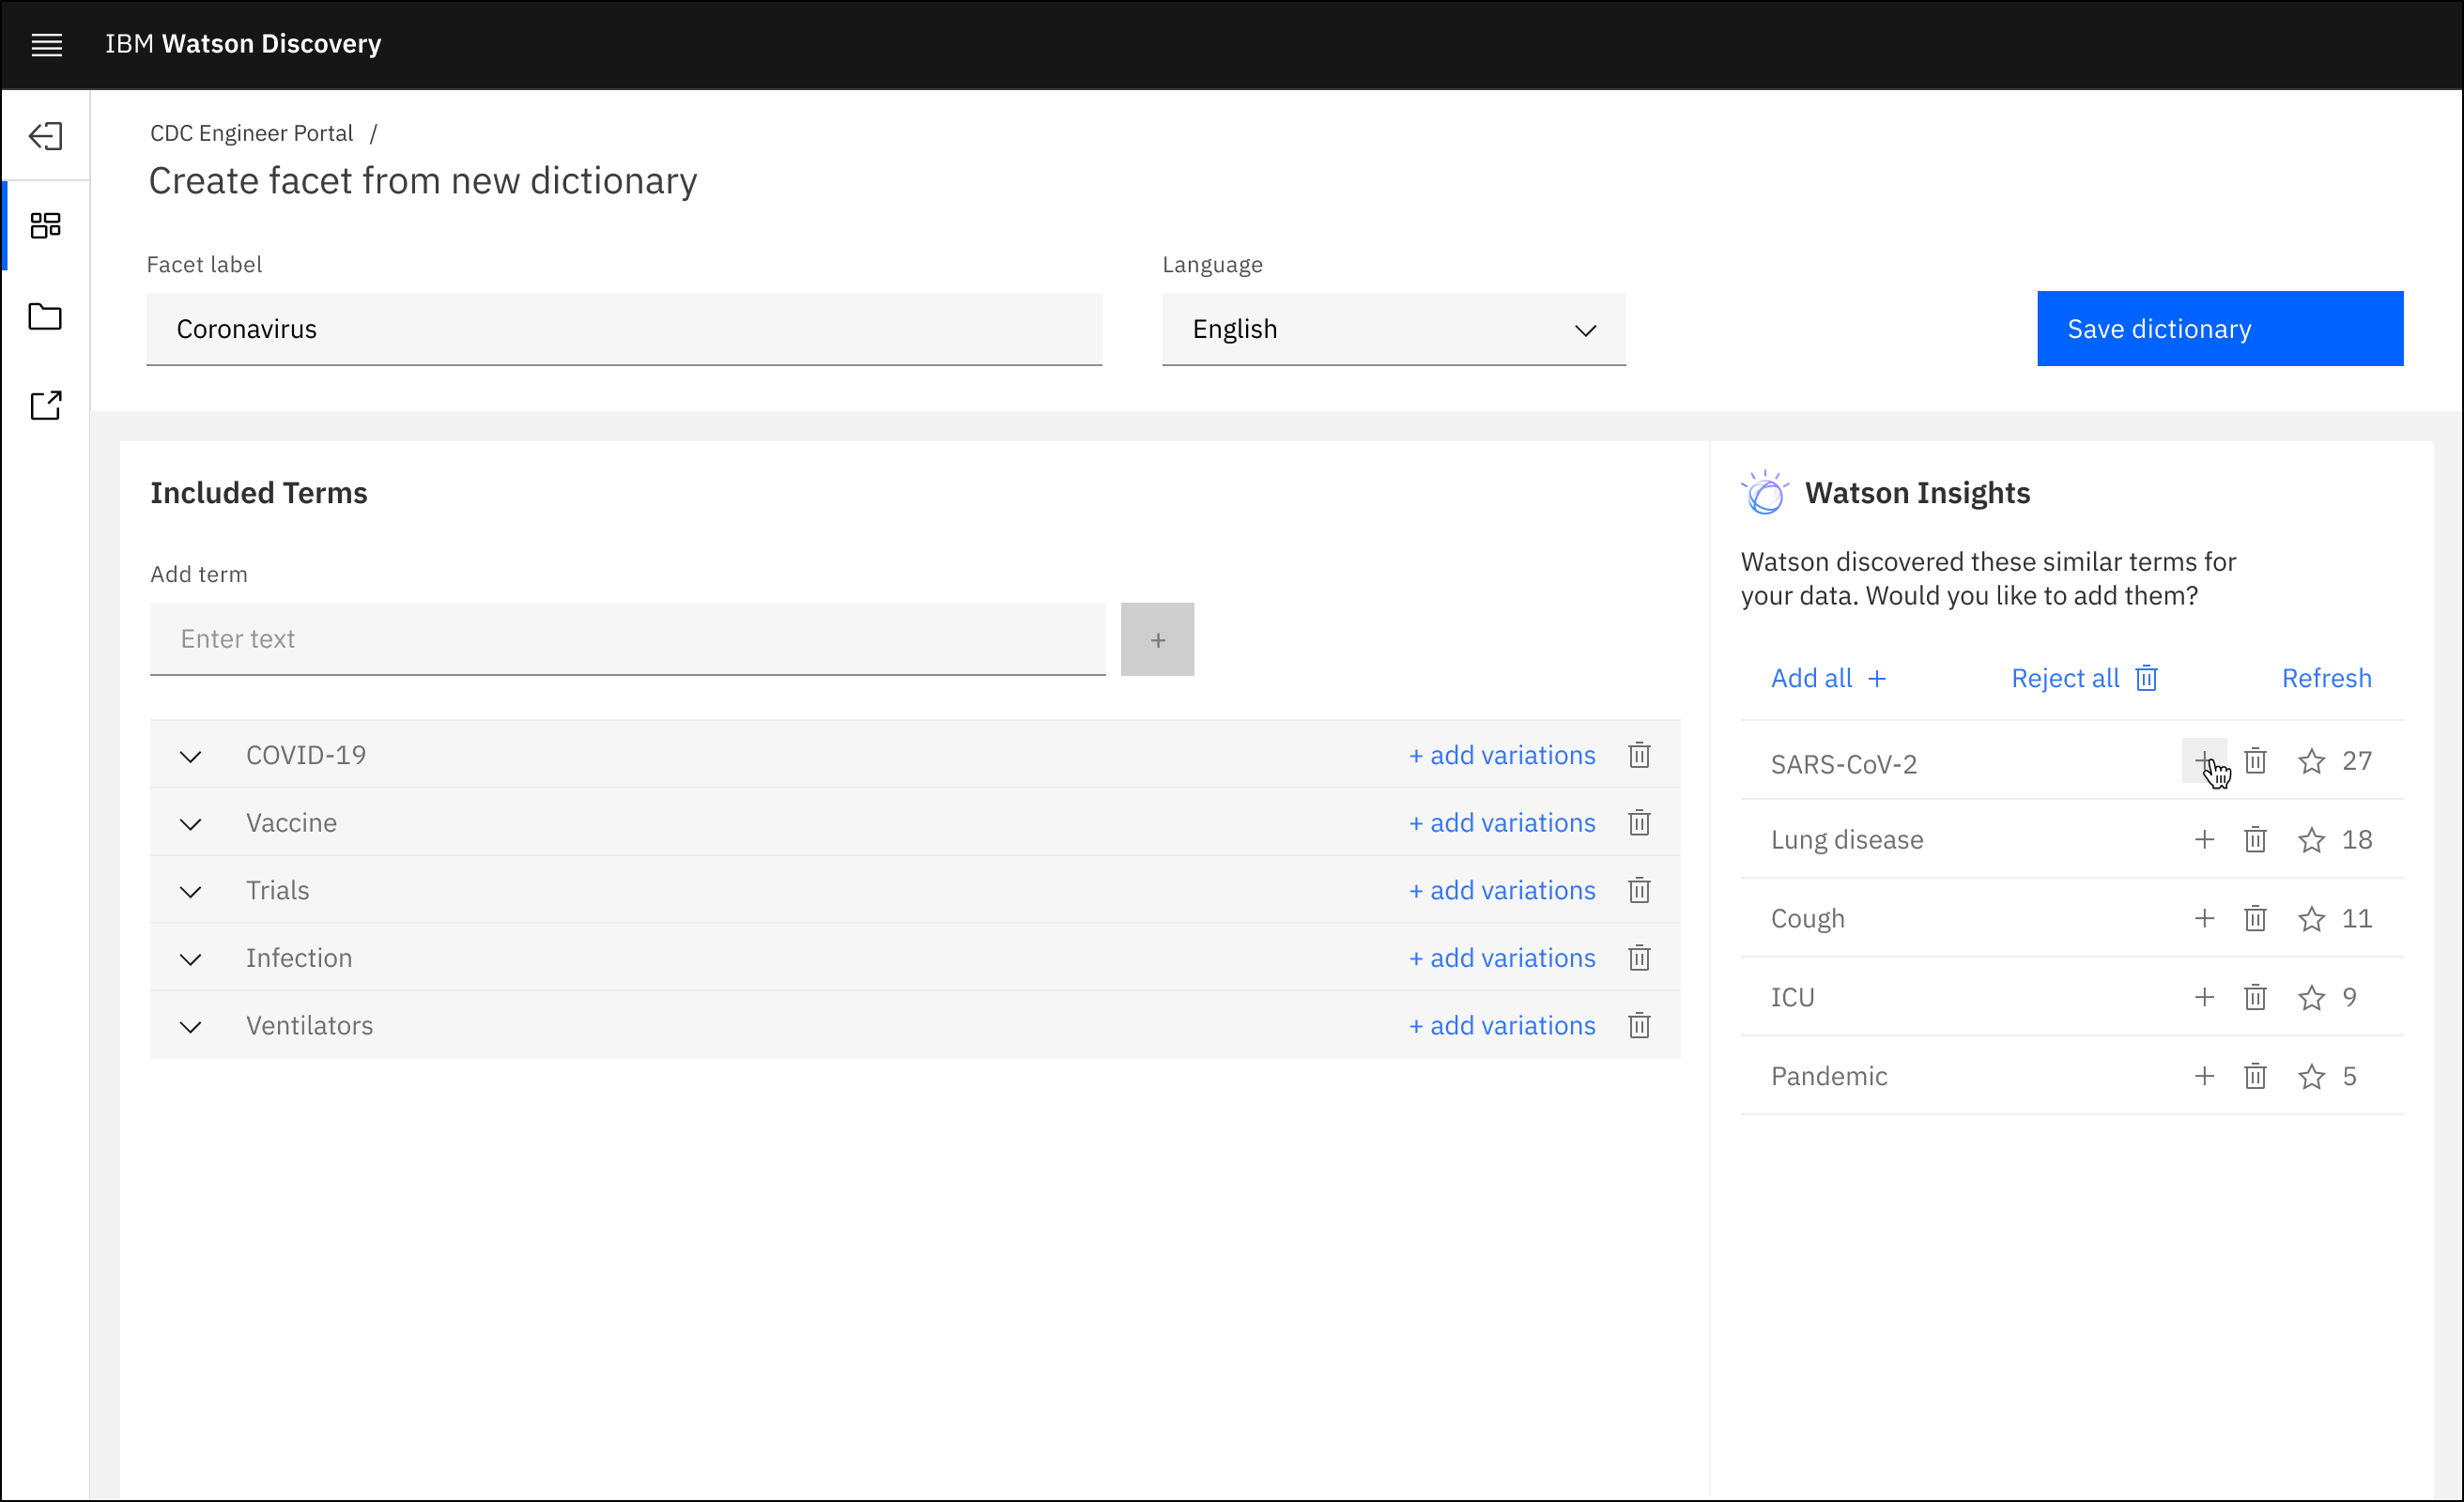 IBM Watson Discovery
CDC Engineer Portal /
Create facet from new dictionary
Facet label
Coronavirus
Language
English
Save dictionary
Included Terms
Add term
Enter text
+
COVID-19 + add variations
Vaccine + add variations
Trials + add variations
Infection + add variations
Ventilators + add variations
Watson Insights
Watson discovered these similar terms for
your data. Would you like to add them?
Add all + Reject all Refresh
SARS-CoV-2 + 27
Lung disease + 18
Cough + 11
ICU + 9
Pandemic + 5